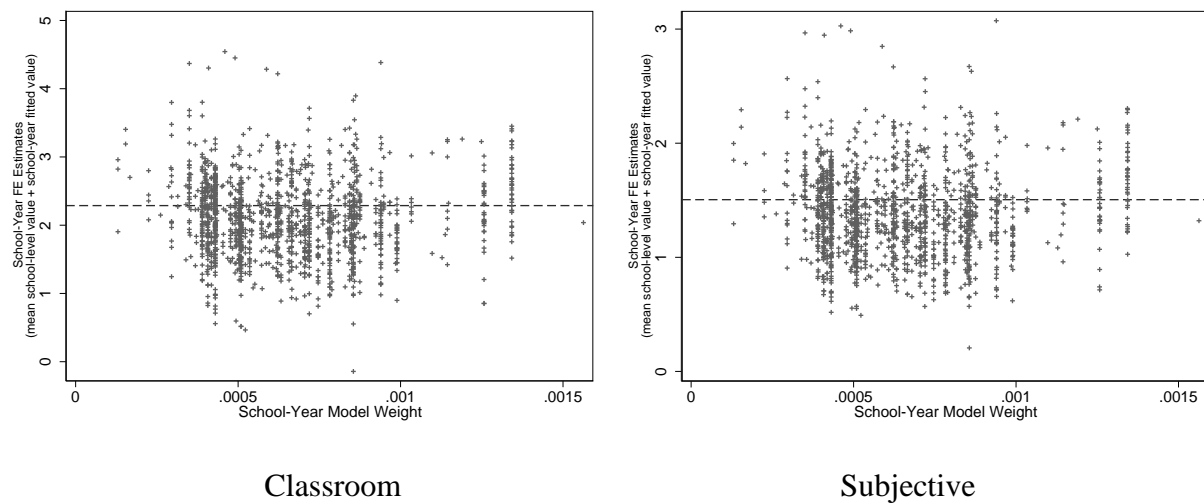 School-Year FE Estimates
(mean school-level value + school-year fitted value)
5
4
3
2
1
0
0
.0005
.001
.0015
School-Year Model Weight
School-Year FE Estimates
(mean school-level value + school-year fitted value)
3
2
1
0
0
.0005
.001
.0015
School-Year Model Weight
Classroom
Subjective